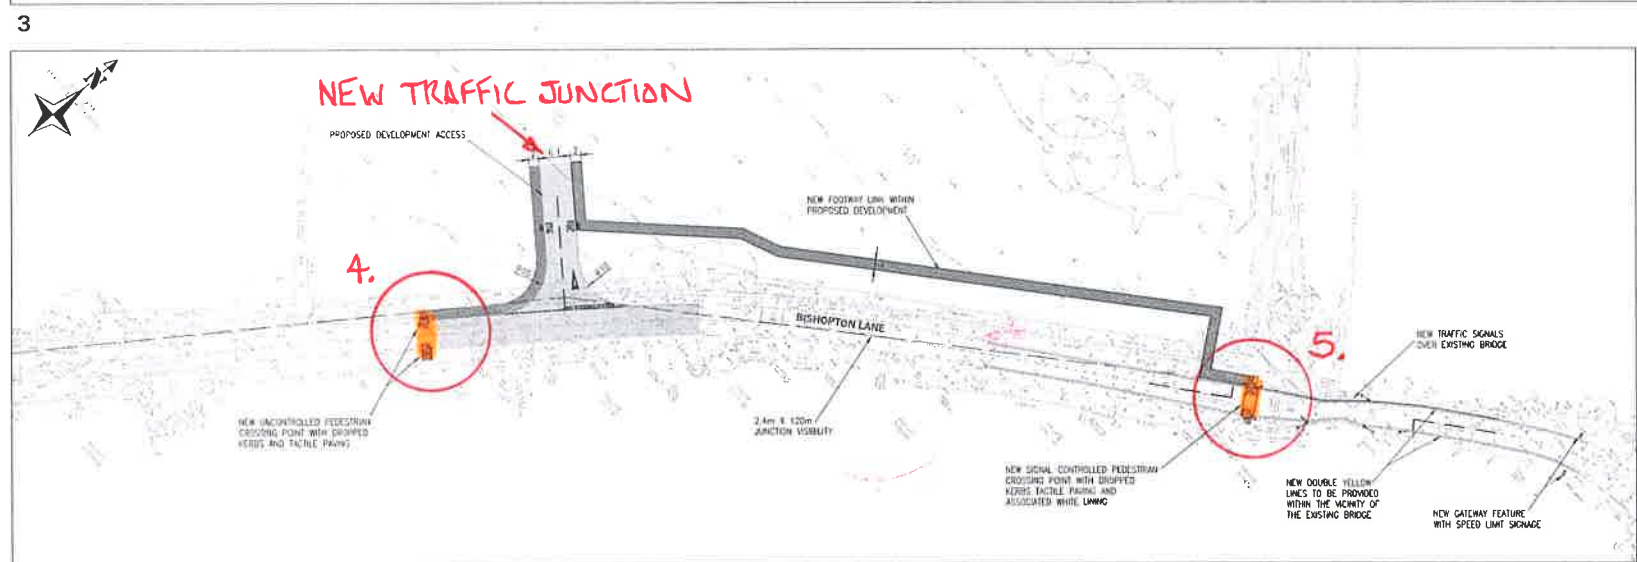 3
N
NEW TRAFFIC JUNCTION
PROPOSED DEVELOPMENT ACCESS
NEW FOOTWAY LINK WITHIN
PROPOSED DEVELOPMENT
4.
BISHOPTON LANE
5.
NEW TRAFFIC SIGNALS
OVER EXISTING BRIDGE
NEW UNCONTROLLED PEDESTRIAN
CROSSING POINT WITH DROPPED
KERBS AND TACTILE PAVING
2.4m X 120m
JUNCTION VISIBILITY
NEW SIGNAL CONTROLLED PEDESTRIAN
CROSSING POINT WITH DROPPED
KERBS TACTILE PAVING AND
ASSOCIATED WHITE LINING
NEW DOUBLE YELLOW
LINES TO BE PROVIDED
WITHIN THE VICINITY OF
THE EXISTING BRIDGE
NEW GATEWAY FEATURE
WITH SPEED LIMIT SIGNAGE